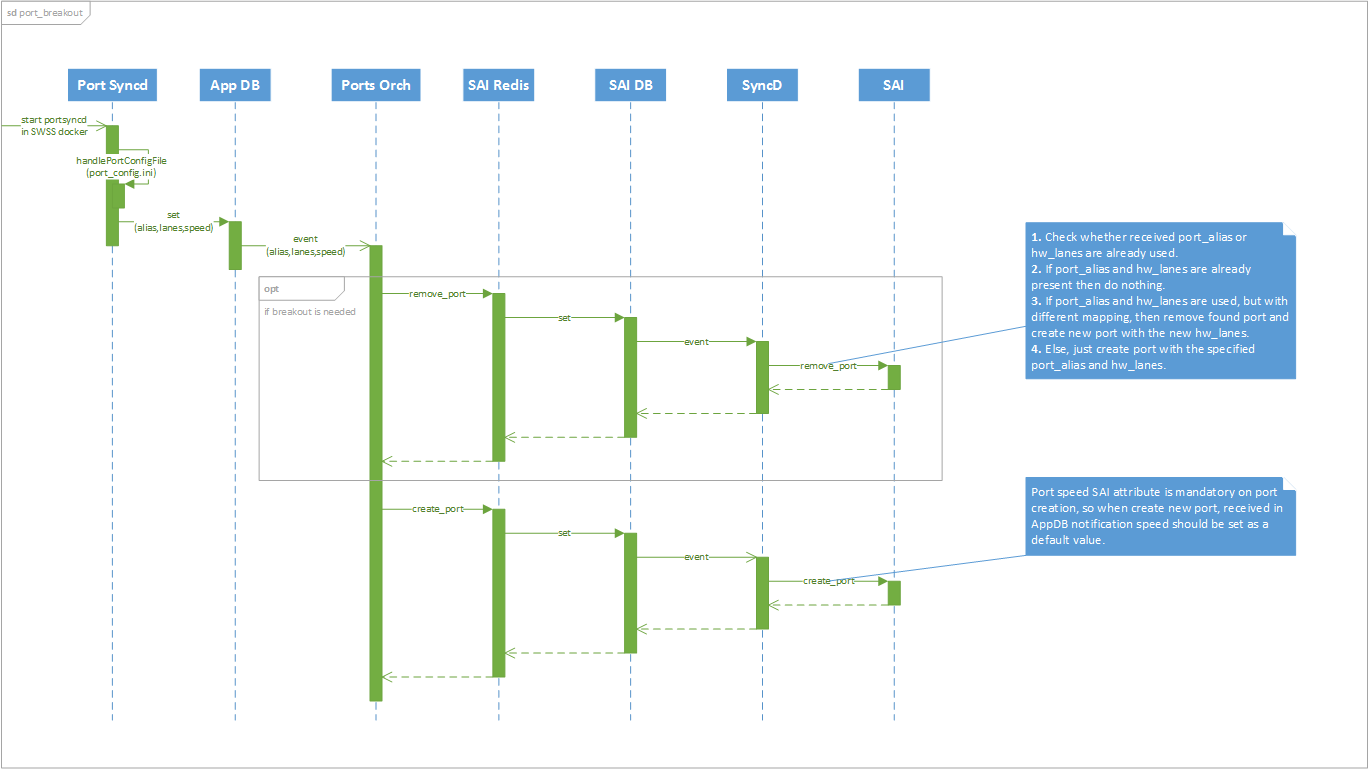 sd port_breakout
Port Syncd
App DB
Ports Orch
SAI Redis
SAI DB
SyncD
SAI
start portsyncd
in SWSS docker
handlePortConfigFile
(port_config.ini)
set
(alias,lanes,speed)
event
(alias,lanes,speed)
opt
if breakout is needed
remove_port
set
event
remove_port
1. Check whether received port_alias or
hw_lanes are already used.
2. If port_alias and hw_lanes are already
present then do nothing.
3. If port_alias and hw_lanes are used, but with
different mapping, then remove found port and
create new port with the new hw_lanes.
4. Else, just create port with the specified
port_alias and hw_lanes.
create_port
set
event
create_port
Port speed SAI attribute is mandatory on port
creation, so when create new port, received in
AppDB notification speed should be set as a
default value.